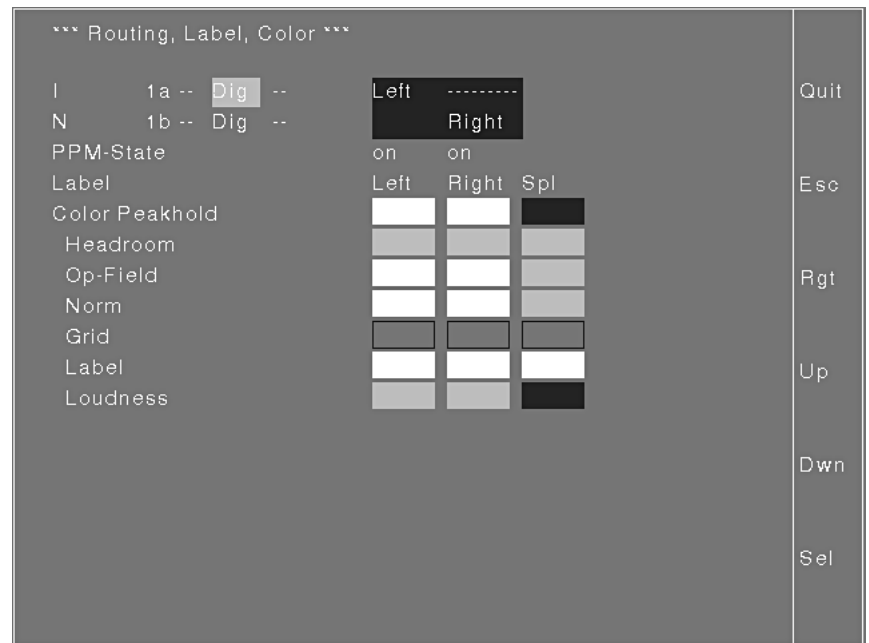 *** Routing, Label, Color ***
I 1a -- Dig -- Left ---------
Quit
N 1b -- Dig -- Right
PPM-State on on
Label Left Right Spl
Esc
Color Peakhold
Headroom
Op-Field
Rgt
Norm
Grid
Label
Up
Loudness
Dwn
Sel